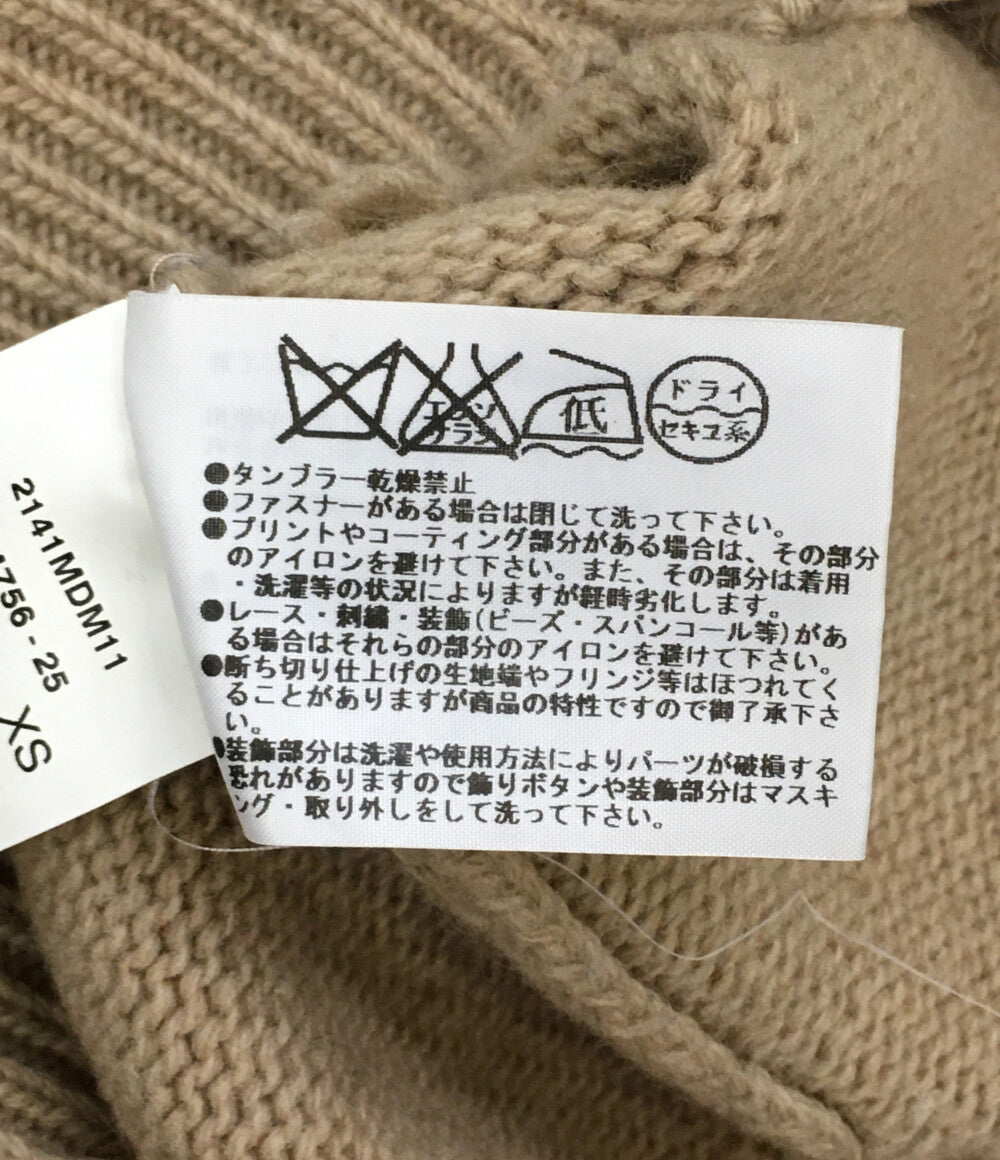 エンソ
サラシ
低
ドライ
セキユ系
●タンブラー乾燥禁止
●ファスナーがある場合は閉じて洗って下さい。
●プリントやコーティング部分がある場合は、その部分
のアイロンを避けて下さい。また、その部分は着用
・洗濯等の状況によりますが経時劣化します。
●レース・刺繍・装飾(ビーズ・スパンコール等)があ
る場合はそれらの部分のアイロンを避けて下さい。
●断ち切り仕上げの生地端やフリンジ等はほつれてく
ることがありますが商品の特性ですので御了承下さ
い。
●装飾部分は洗濯や使用方法によりパーツが破損する
恐れがありますので飾りボタンや装飾部分はマスキ
ング・取り外しをして洗って下さい。
2141MDM11
756-25
XS